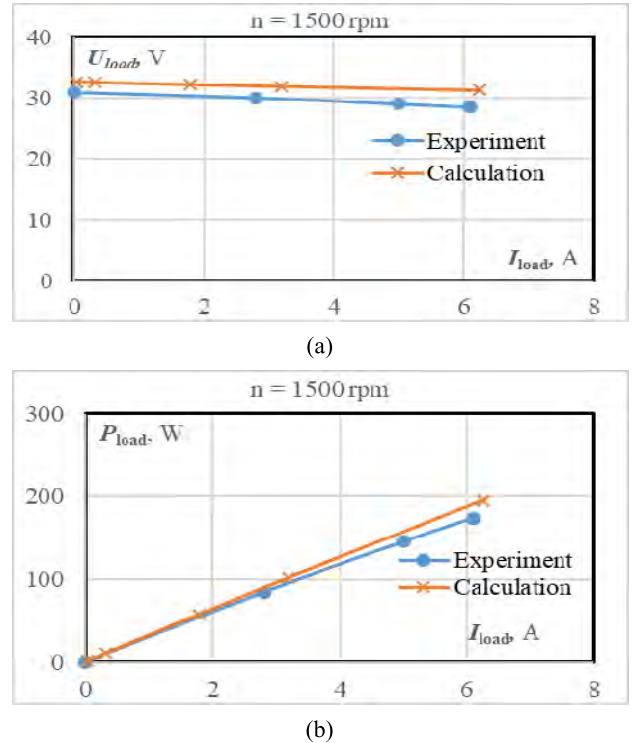 n = 1500 rpm
40
U_load, V
30
Experiment
20
Calculation
10
I_load, A
0
0 2 4 6 8
(a)
n = 1500 rpm
300
P_load, W
200
Experiment
100
Calculation
I_load, A
0
0 2 4 6 8
(b)